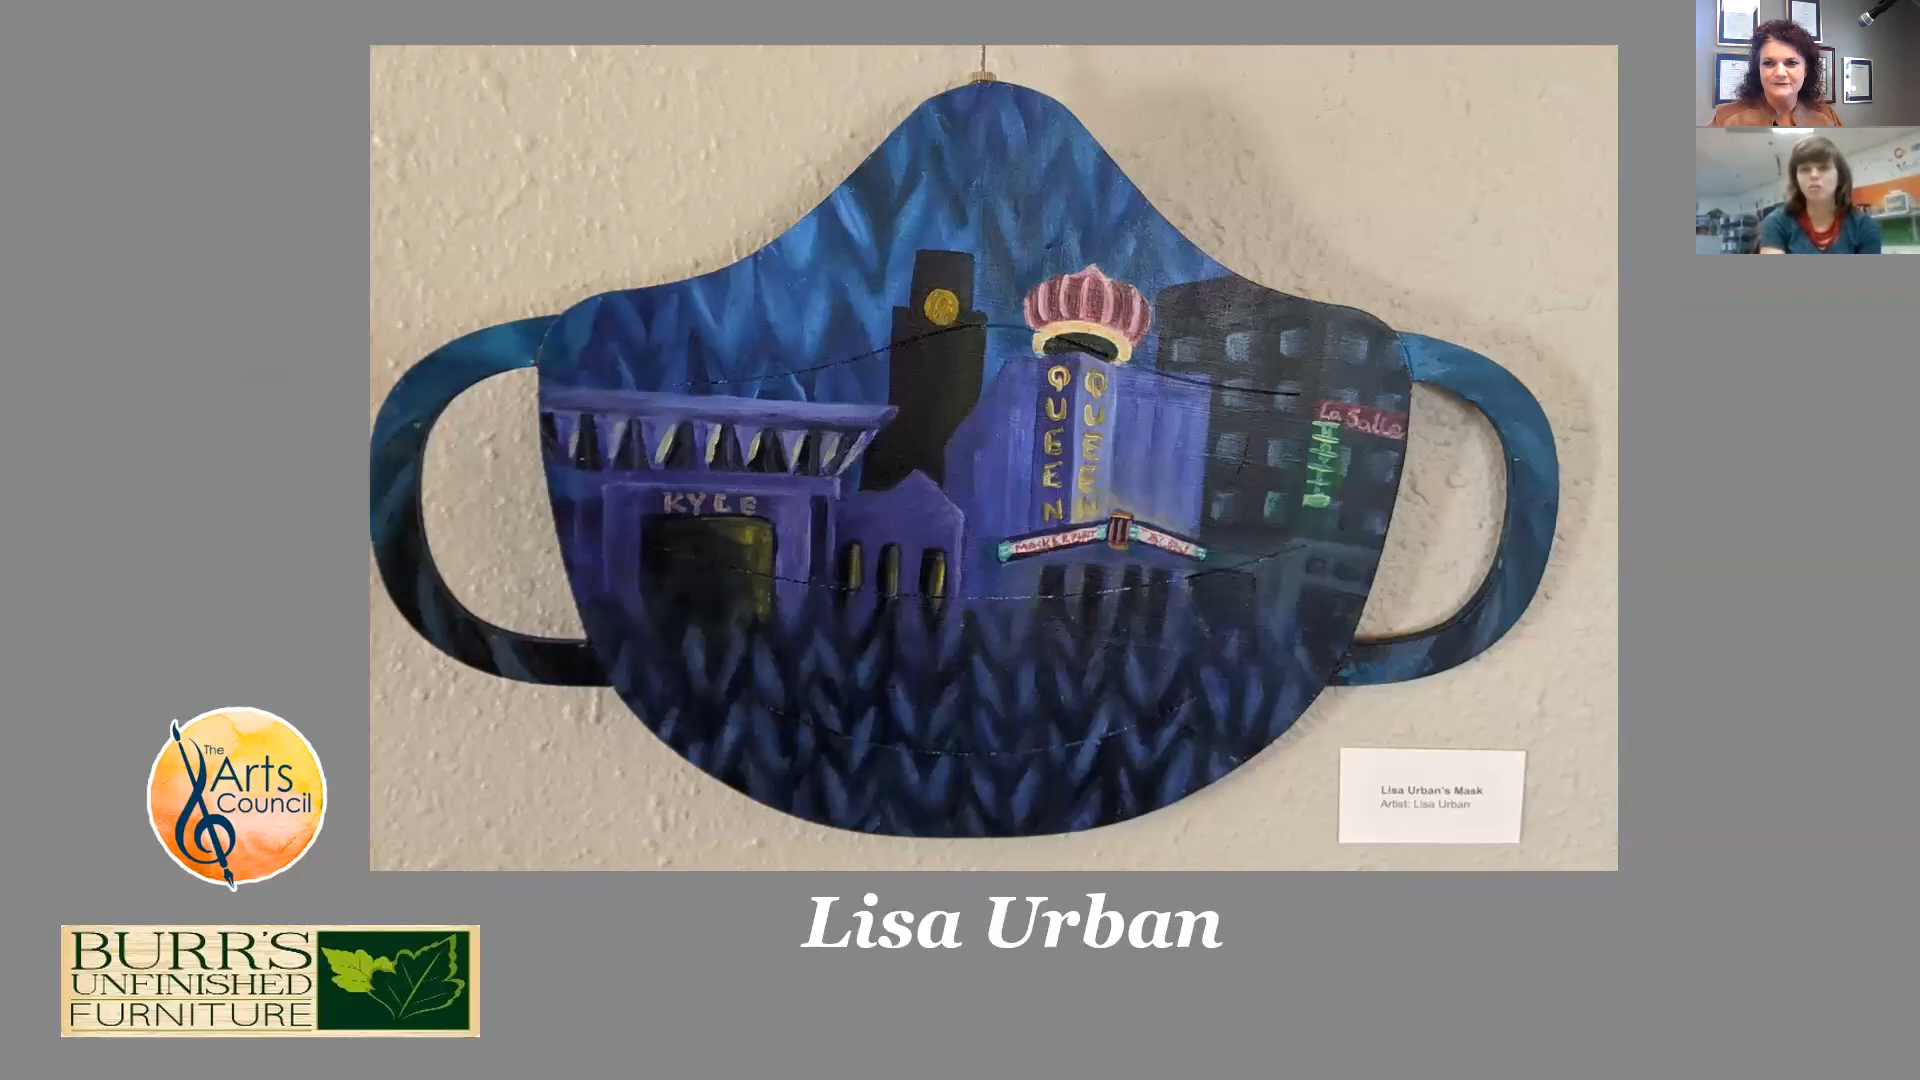 KYLE
QUEEN
QUEEN
La Salle
Lisa Urban's Mask
Artist: Lisa Urban
The
Arts
Council
Lisa Urban
BURR'S
UNFINISHED
FURNITURE